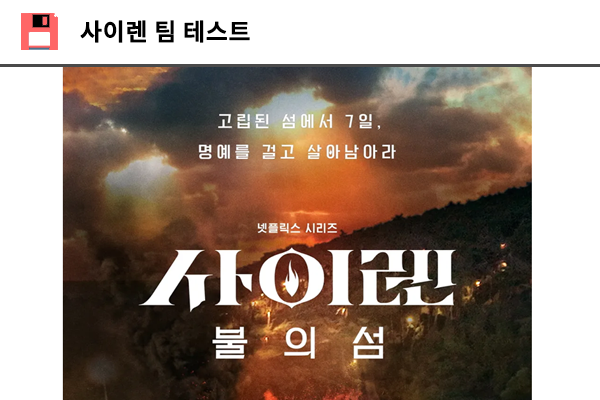 사이렌 팀 테스트
고립된 섬에서 7일,
명예를 걸고 살아남아라
넷플릭스 시리즈
사이렌
불의 섬